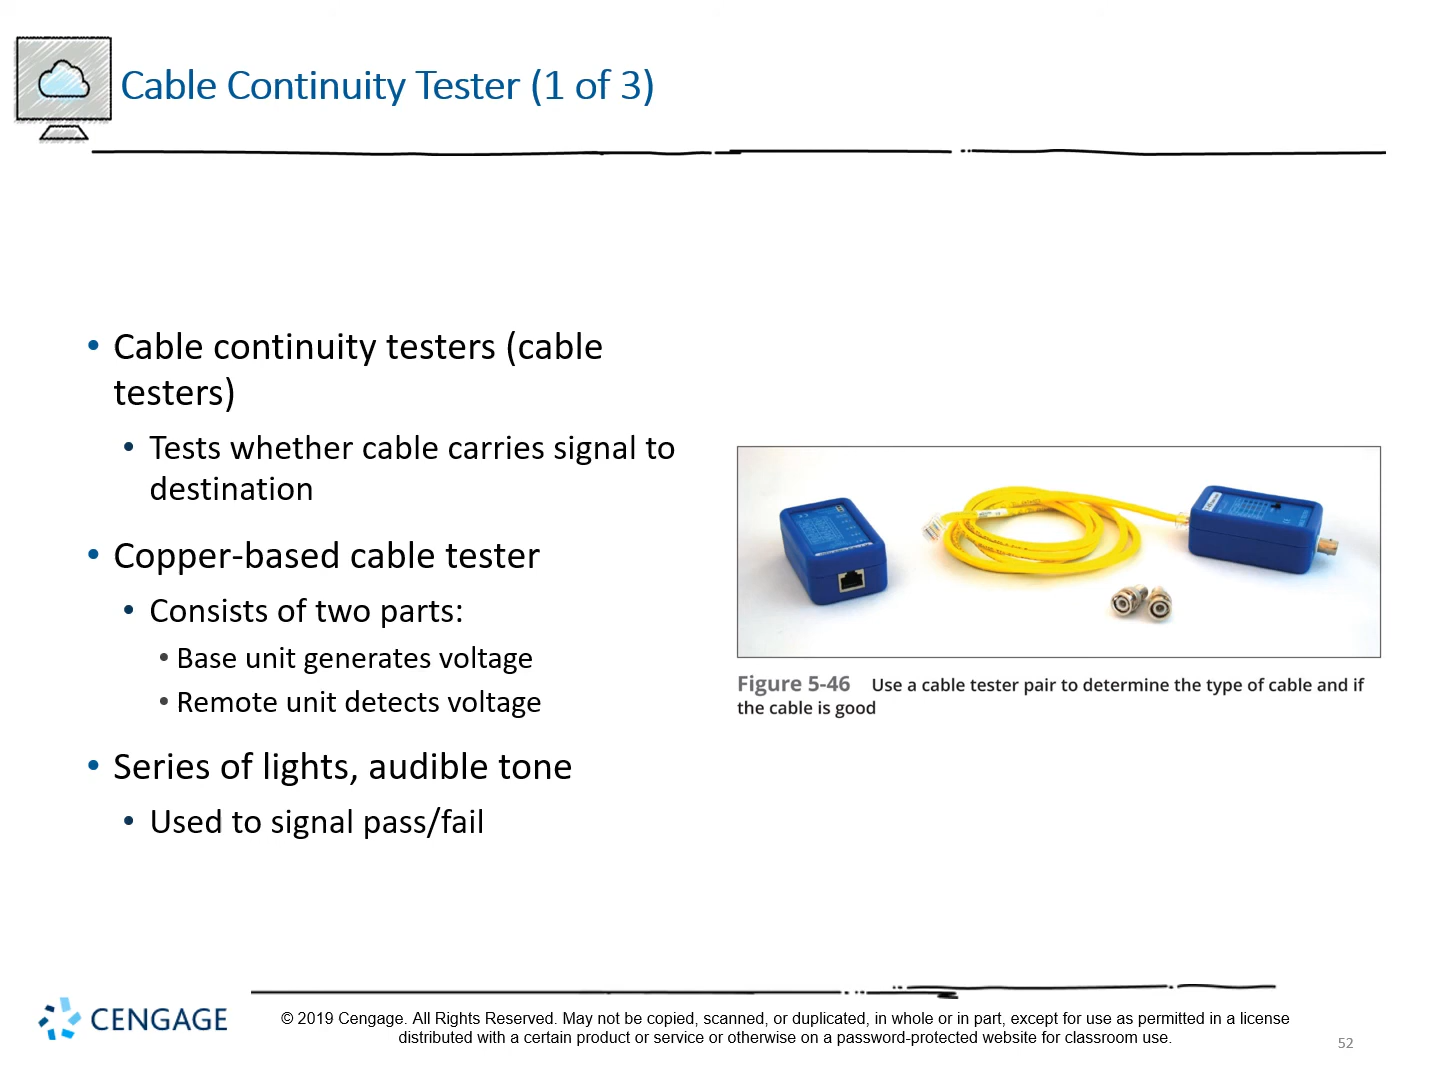 Cable Continuity Tester (1 of 3)
• Cable continuity testers (cable
testers)
• Tests whether cable carries signal to
destination
• Copper-based cable tester
• Consists of two parts:
• Base unit generates voltage
• Remote unit detects voltage
• Series of lights, audible tone
• Used to signal pass/fail
Figure 5-46 Use a cable tester pair to determine the type of cable and if
the cable is good
CENGAGE
© 2019 Cengage. All Rights Reserved. May not be copied, scanned, or duplicated, in whole or in part, except for use as permitted in a license
distributed with a certain product or service or otherwise on a password-protected website for classroom use.
52